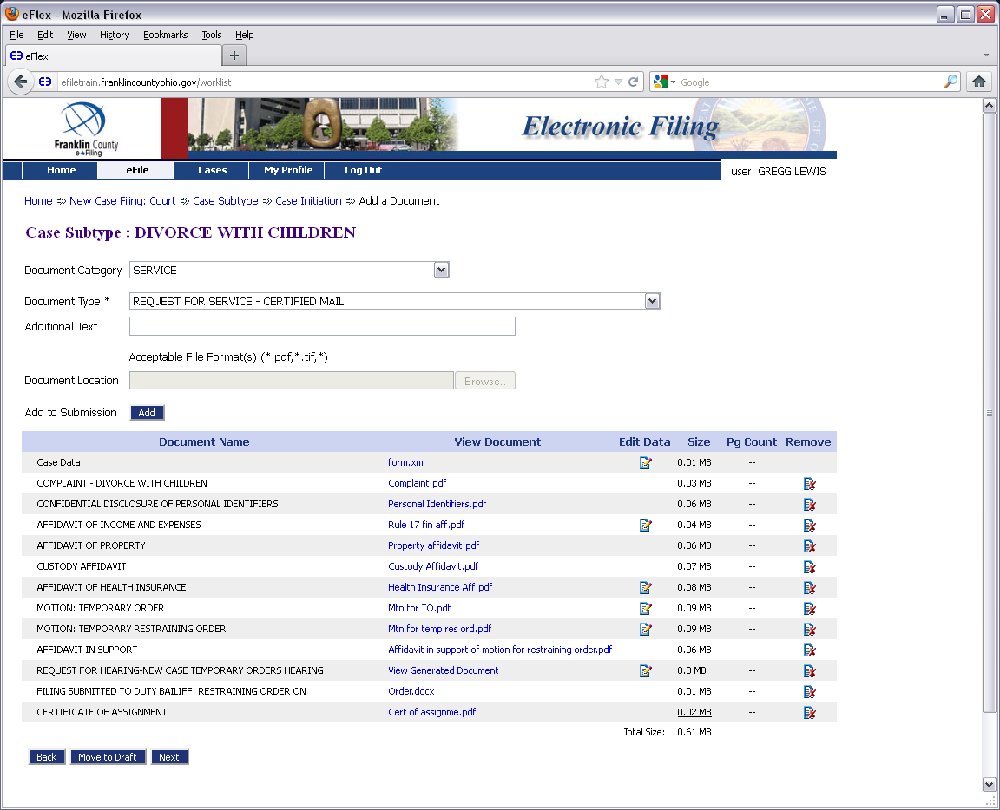 eFlex - Mozilla Firefox
File Edit View History Bookmarks Tools Help
eFlex
efiletrain.franklincountyohio.gov/worklist
Google
Franklin County
e★Filing
Electronic Filing
Home eFile Cases My Profile Log Out
user: GREGG LEWIS
Home ⇒ New Case Filing: Court ⇒ Case Subtype ⇒ Case Initiation ⇒ Add a Document
Case Subtype : DIVORCE WITH CHILDREN
Document Category SERVICE
Document Type * REQUEST FOR SERVICE - CERTIFIED MAIL
Additional Text
Acceptable File Format(s) (*.pdf,*.tif,*)
Document Location Browse...
Add to Submission Add
Document Name View Document Edit Data Size Pg Count Remove
Case Data form.xml 0.01 MB --
COMPLAINT - DIVORCE WITH CHILDREN Complaint.pdf 0.03 MB --
CONFIDENTIAL DISCLOSURE OF PERSONAL IDENTIFIERS Personal Identifiers.pdf 0.06 MB --
AFFIDAVIT OF INCOME AND EXPENSES Rule 17 fin aff.pdf 0.04 MB --
AFFIDAVIT OF PROPERTY Property affidavit.pdf 0.06 MB --
CUSTODY AFFIDAVIT Custody Affidavit.pdf 0.07 MB --
AFFIDAVIT OF HEALTH INSURANCE Health Insurance Aff.pdf 0.08 MB --
MOTION: TEMPORARY ORDER Mtn for TO.pdf 0.09 MB --
MOTION: TEMPORARY RESTRAINING ORDER Mtn for temp res ord.pdf 0.09 MB --
AFFIDAVIT IN SUPPORT Affidavit in support of motion for restraining order.pdf 0.06 MB --
REQUEST FOR HEARING-NEW CASE TEMPORARY ORDERS HEARING View Generated Document 0.0 MB --
FILING SUBMITTED TO DUTY BAILIFF: RESTRAINING ORDER ON Order.docx 0.01 MB --
CERTIFICATE OF ASSIGNMENT Cert of assignme.pdf 0.02 MB --
Total Size: 0.61 MB
Back Move to Draft Next